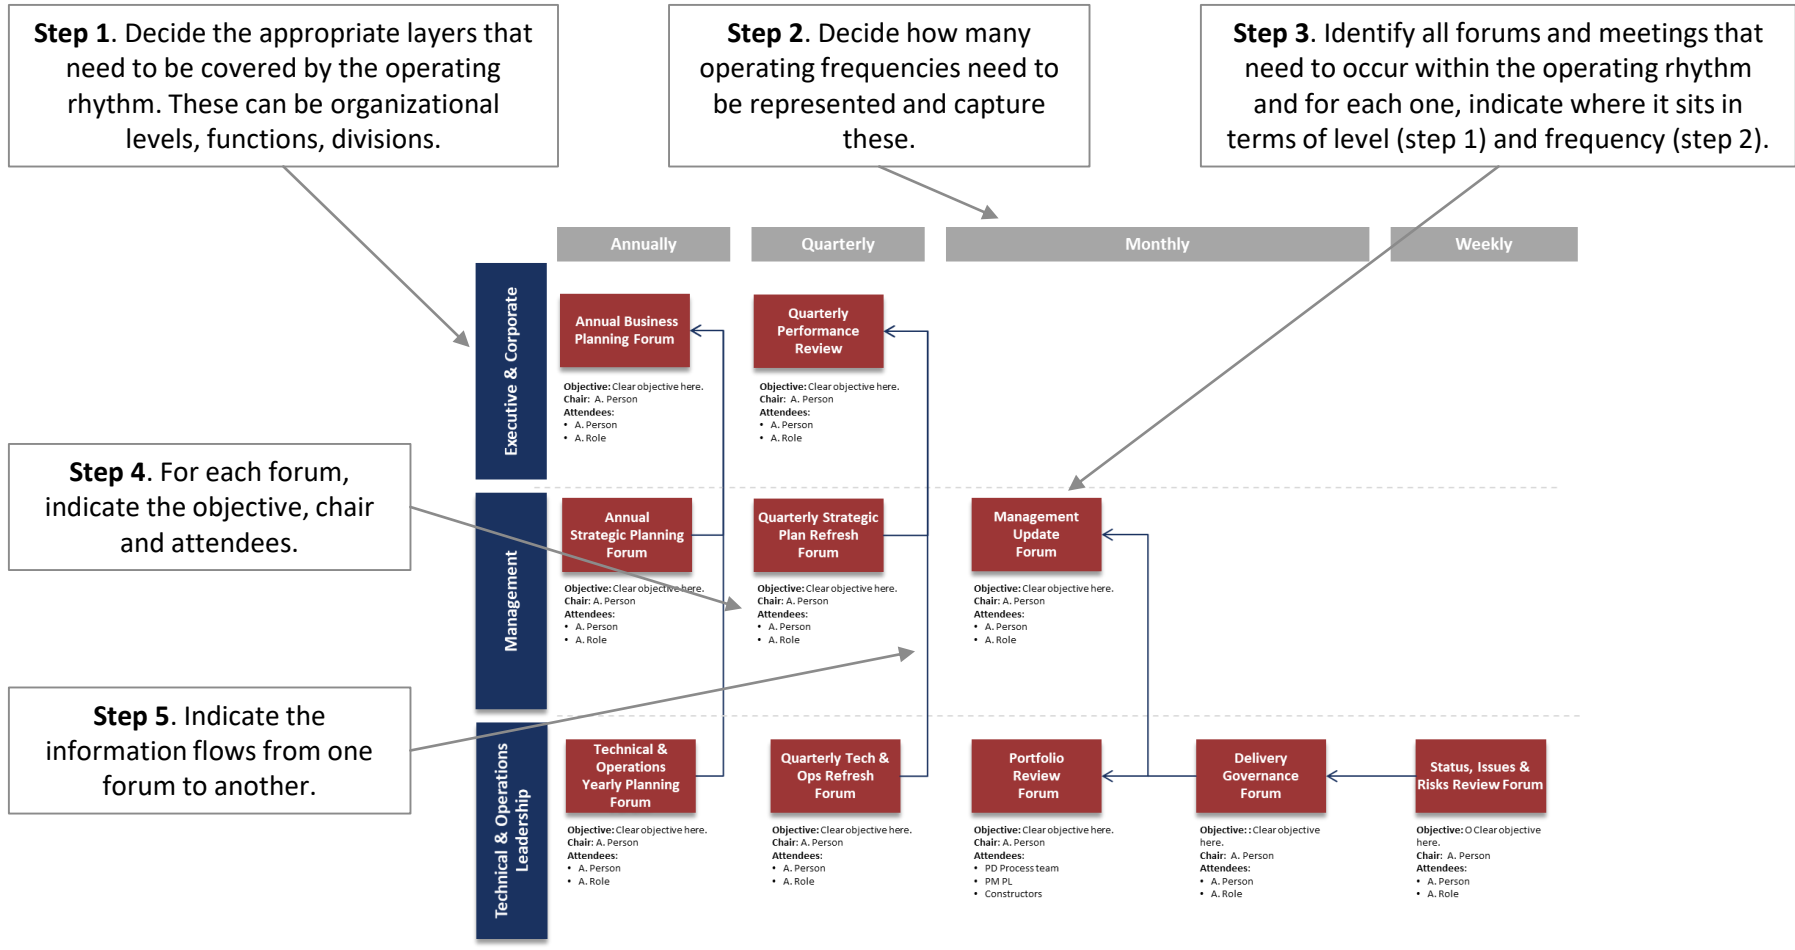 Step 1. Decide the appropriate layers that
need to be covered by the operating
rhythm. These can be organizational
levels, functions, divisions.
Step 2. Decide how many
operating frequencies need to
be represented and capture
these.
Step 3. Identify all forums and meetings that
need to occur within the operating rhythm
and for each one, indicate where it sits in
terms of level (step 1) and frequency (step 2).
Annually
Quarterly
Monthly
Weekly
Executive & Corporate
Annual Business
Planning Forum
Objective: Clear objective here.
Chair: A. Person
Attendees:
• A. Person
• A. Role
Quarterly
Performance
Review
Objective: Clear objective here.
Chair: A. Person
Attendees:
• A. Person
• A. Role
Step 4. For each forum,
indicate the objective, chair
and attendees.
Management
Annual
Strategic Planning
Forum
Objective: Clear objective here.
Chair: A. Person
Attendees:
• A. Person
• A. Role
Quarterly Strategic
Plan Refresh
Forum
Objective: Clear objective here.
Chair: A. Person
Attendees:
• A. Person
• A. Role
Management
Update
Forum
Objective: Clear objective here.
Chair: A. Person
Attendees:
• A. Person
• A. Role
Step 5. Indicate the
information flows from one
forum to another.
Technical & Operations
Leadership
Technical &
Operations
Yearly Planning
Forum
Objective: Clear objective here.
Chair: A. Person
Attendees:
• A. Person
• A. Role
Quarterly Tech &
Ops Refresh
Forum
Objective: Clear objective here.
Chair: A. Person
Attendees:
• A. Person
• A. Role
Portfolio
Review
Forum
Objective: Clear objective here.
Chair: A. Person
Attendees:
• PD Process team
• PM PL
• Constructors
Delivery
Governance
Forum
Objective: : Clear objective
here.
Chair: A. Person
Attendees:
• A. Person
• A. Role
Status, Issues &
Risks Review Forum
Objective: O Clear objective
here.
Chair: A. Person
Attendees:
• A. Person
• A. Role